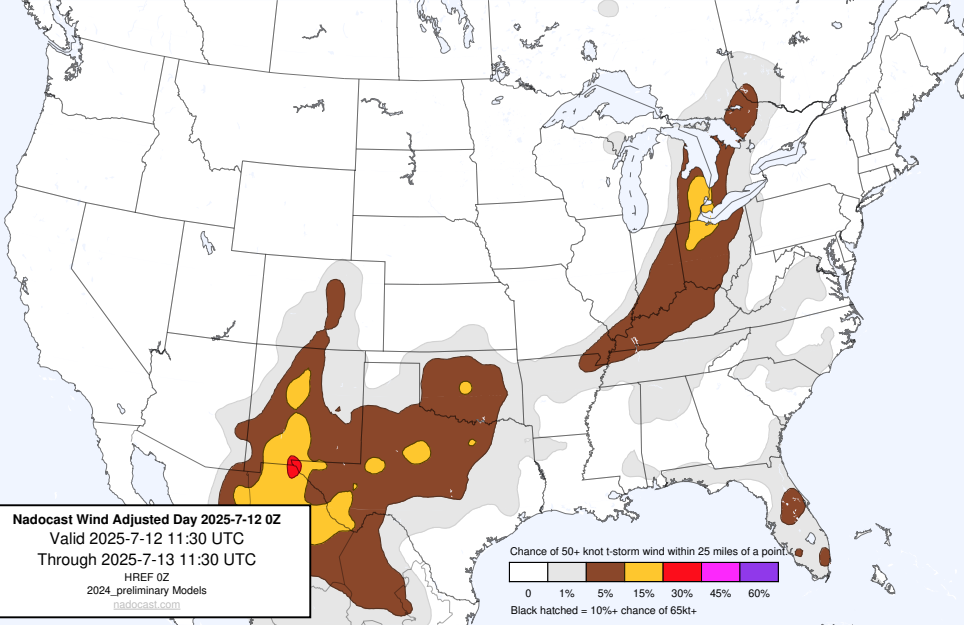 Nadocast Wind Adjusted Day 2025-7-12 0Z
Valid 2025-7-12 11:30 UTC
Through 2025-7-13 11:30 UTC
HREF 0Z
2024_preliminary Models
nadocast.com
Chance of 50+ knot t-storm wind within 25 miles of a point.
0 1% 5% 15% 30% 45% 60%
Black hatched = 10%+ chance of 65kt+